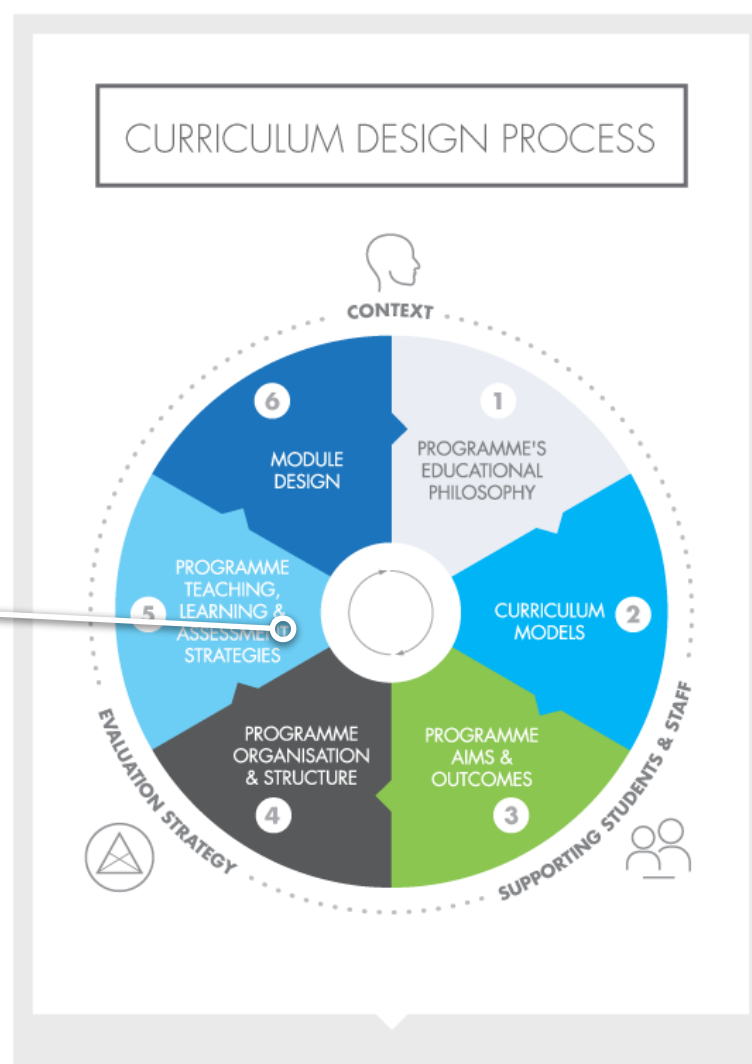 CURRICULUM DESIGN PROCESS
CONTEXT
1
PROGRAMME'S
EDUCATIONAL
PHILOSOPHY
CURRICULUM
MODELS
2
PROGRAMME
AIMS &
OUTCOMES
3
PROGRAMME
ORGANISATION
& STRUCTURE
4
PROGRAMME
TEACHING,
LEARNING &
ASSESSMENT
STRATEGIES
5
6
MODULE
DESIGN
EVALUATION STRATEGY
SUPPORTING STUDENTS & STAFF